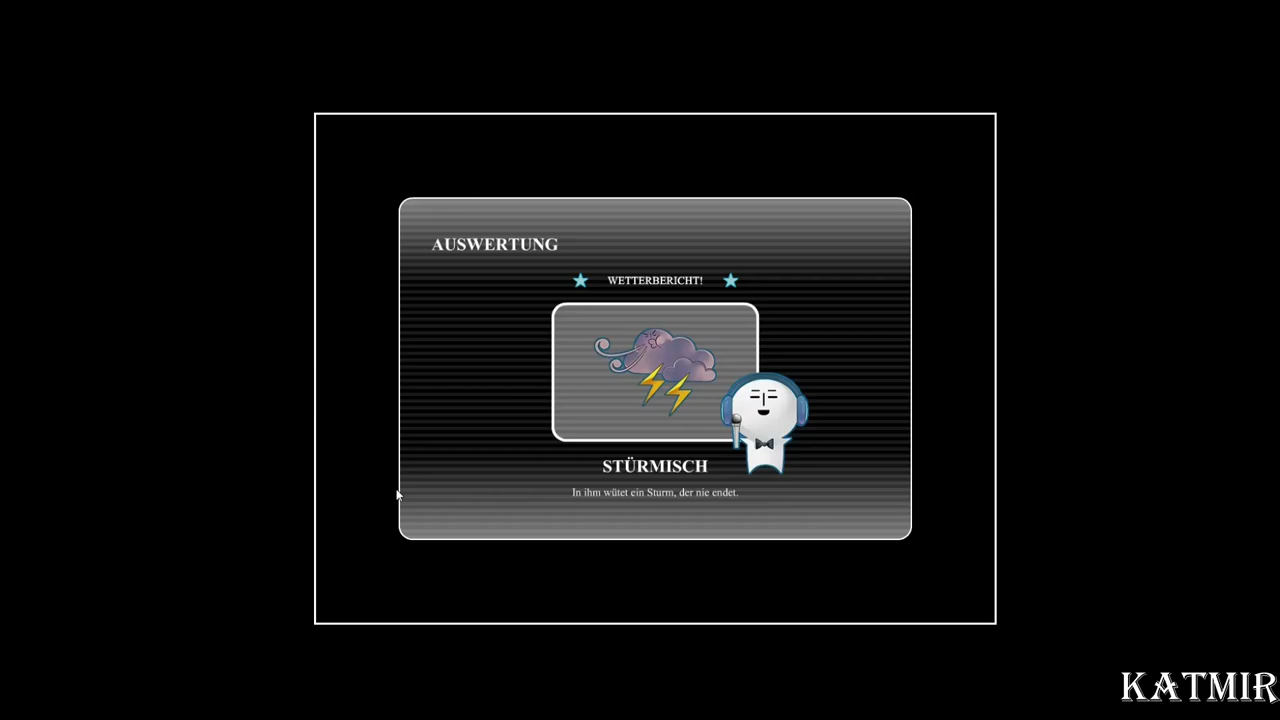 AUSWERTUNG
WETTERBERICHT!
STÜRMISCH
In ihm wütet ein Sturm, der nie endet.
KATMIR